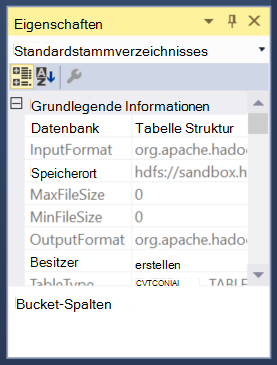 Eigenschaften
Standardstammverzeichnisses
Grundlegende Informationen
Datenbank Tabelle Struktur
InputFormat org.apache.hado
Speicherort hdfs://sandbox.h
MaxFileSize 0
MinFileSize 0
OutputFormat org.apache.hado
Besitzer erstellen
TableType TABLE
Bucket-Spalten